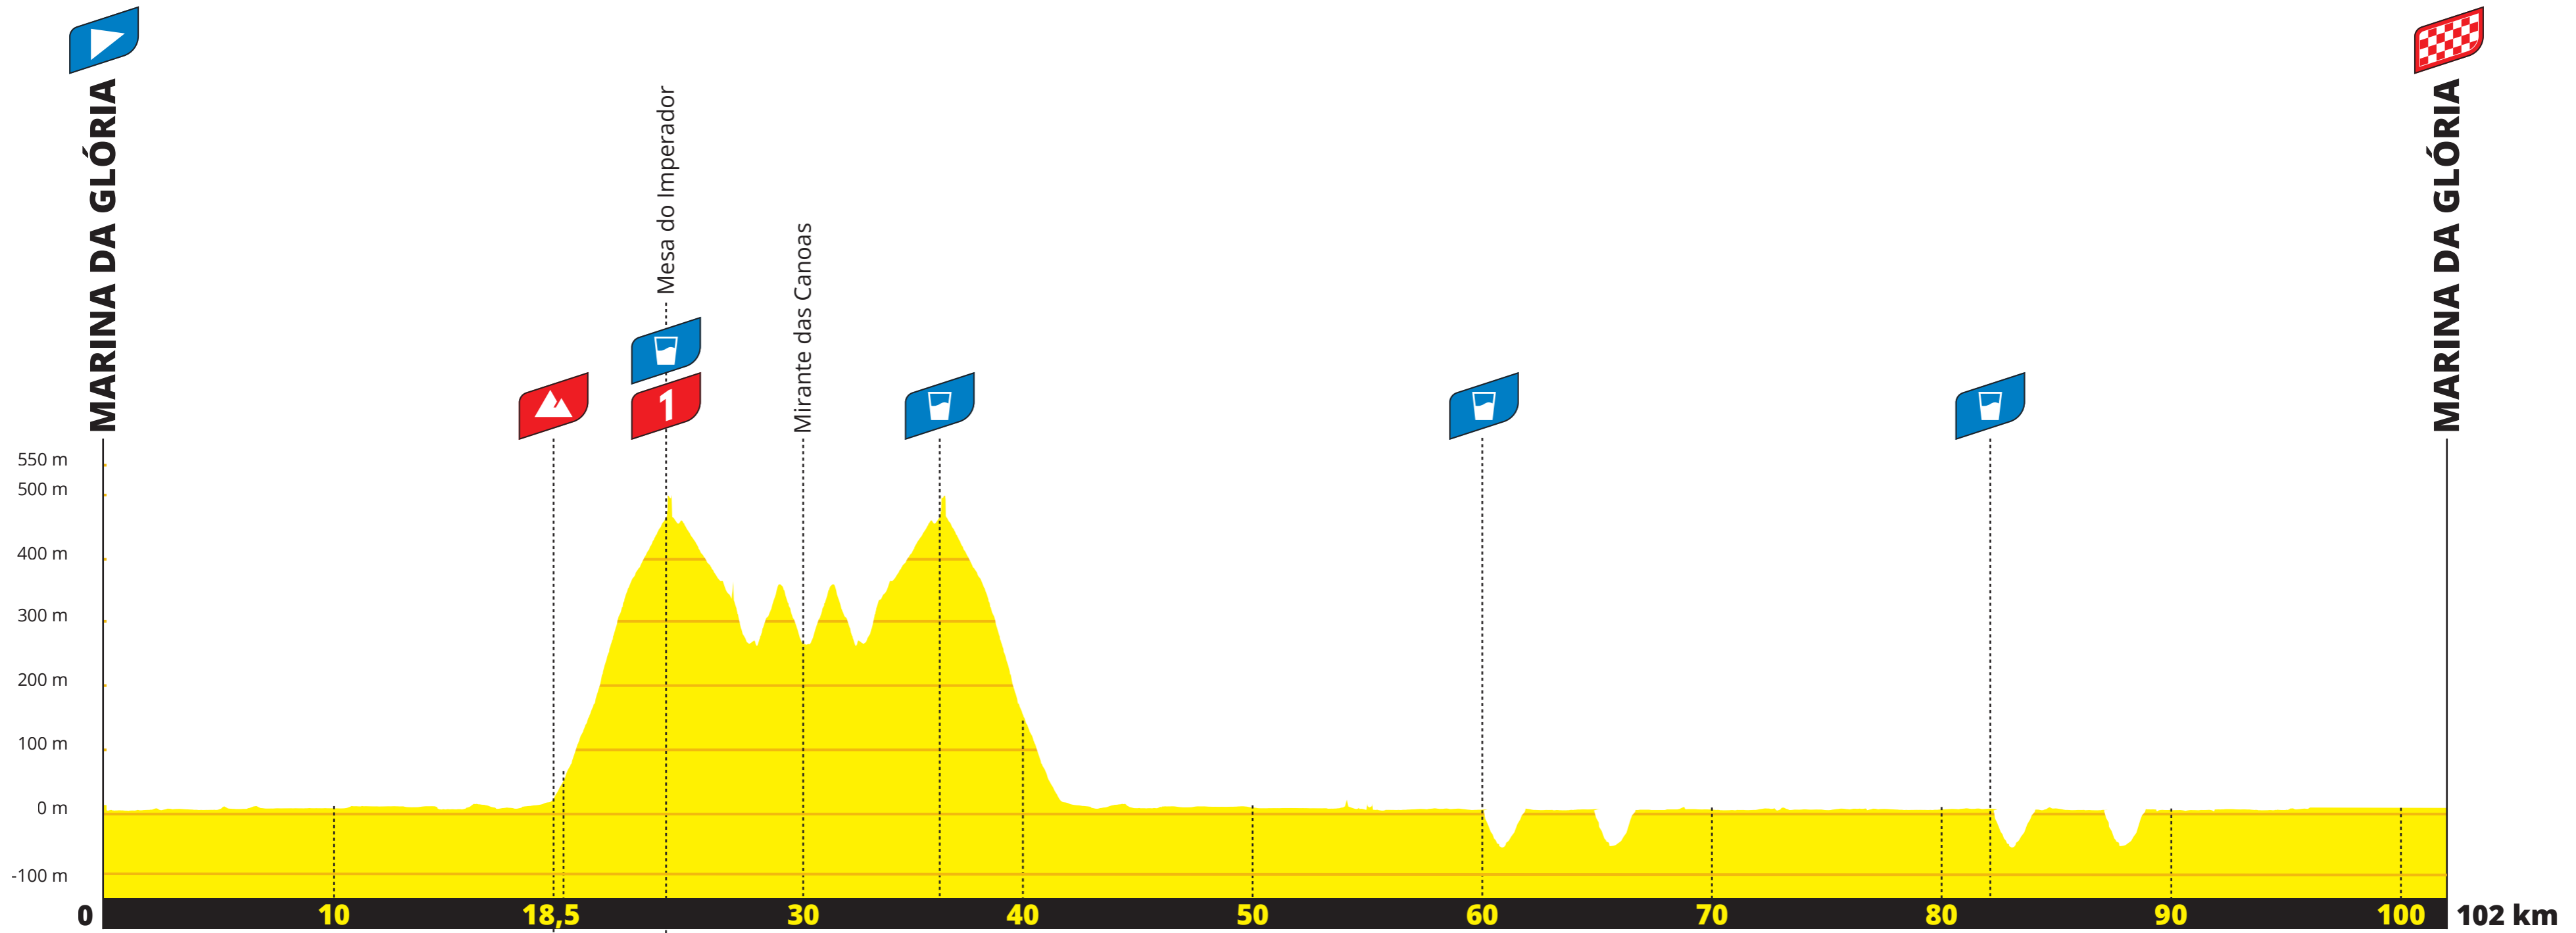 MARINA DA GLÓRIA
Mesa do Imperador
1
Mirante das Canoas
MARINA DA GLÓRIA
550 m
500 m
400 m
300 m
200 m
100 m
0 m
-100 m
0 10 18,5 30 40 50 60 70 80 90 100 102 km